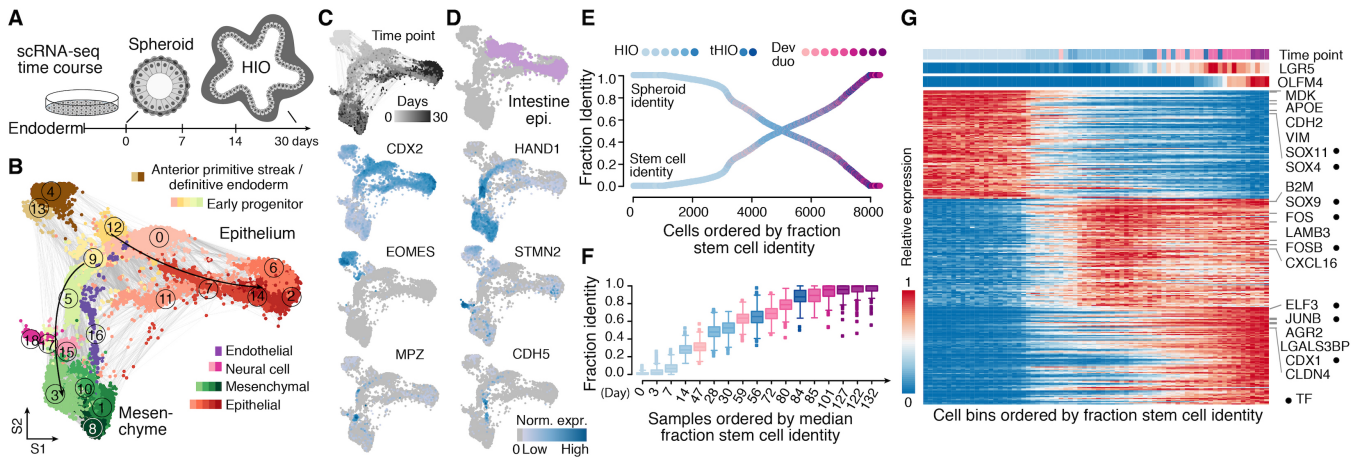 A
scRNA-seq
time course
Spheroid
HIO
Endoderm
0
7
14
30 days
B
Anterior primitive streak /
definitive endoderm
Early progenitor
Epithelium
4
13
12
0
9
6
5
11
7
14
2
18
17
16
15
3
10
1
8
Endothelial
Neural cell
Mesenchymal
Epithelial
Mesen-
chyme
S2
S1
C
Time point
Days
0
30
CDX2
EOMES
MPZ
D
Intestine
epi.
HAND1
STMN2
CDH5
Norm. expr.
0 Low High
E
HIO
tHIO
Dev
duo
Fraction identity
1.0
0.8
0.6
0.4
0.2
0.0
Spheroid
identity
Stem cell
identity
0
2000
4000
6000
8000
Cells ordered by fraction
stem cell identity
F
Fraction identity
1.0
0.8
0.6
0.4
0.2
0.0
(Day)
0
3
7
14
47
28
30
59
56
72
80
84
85
101
127
122
132
Samples ordered by median
fraction stem cell identity
G
Time point
LGR5
OLFM4
MDK
APOE
CDH2
VIM
SOX11
SOX4
B2M
SOX9
FOS
LAMB3
FOSB
CXCL16
ELF3
JUNB
AGR2
LGALS3BP
CDX1
CLDN4
TF
Relative expression
1
0
Cell bins ordered by fraction stem cell identity